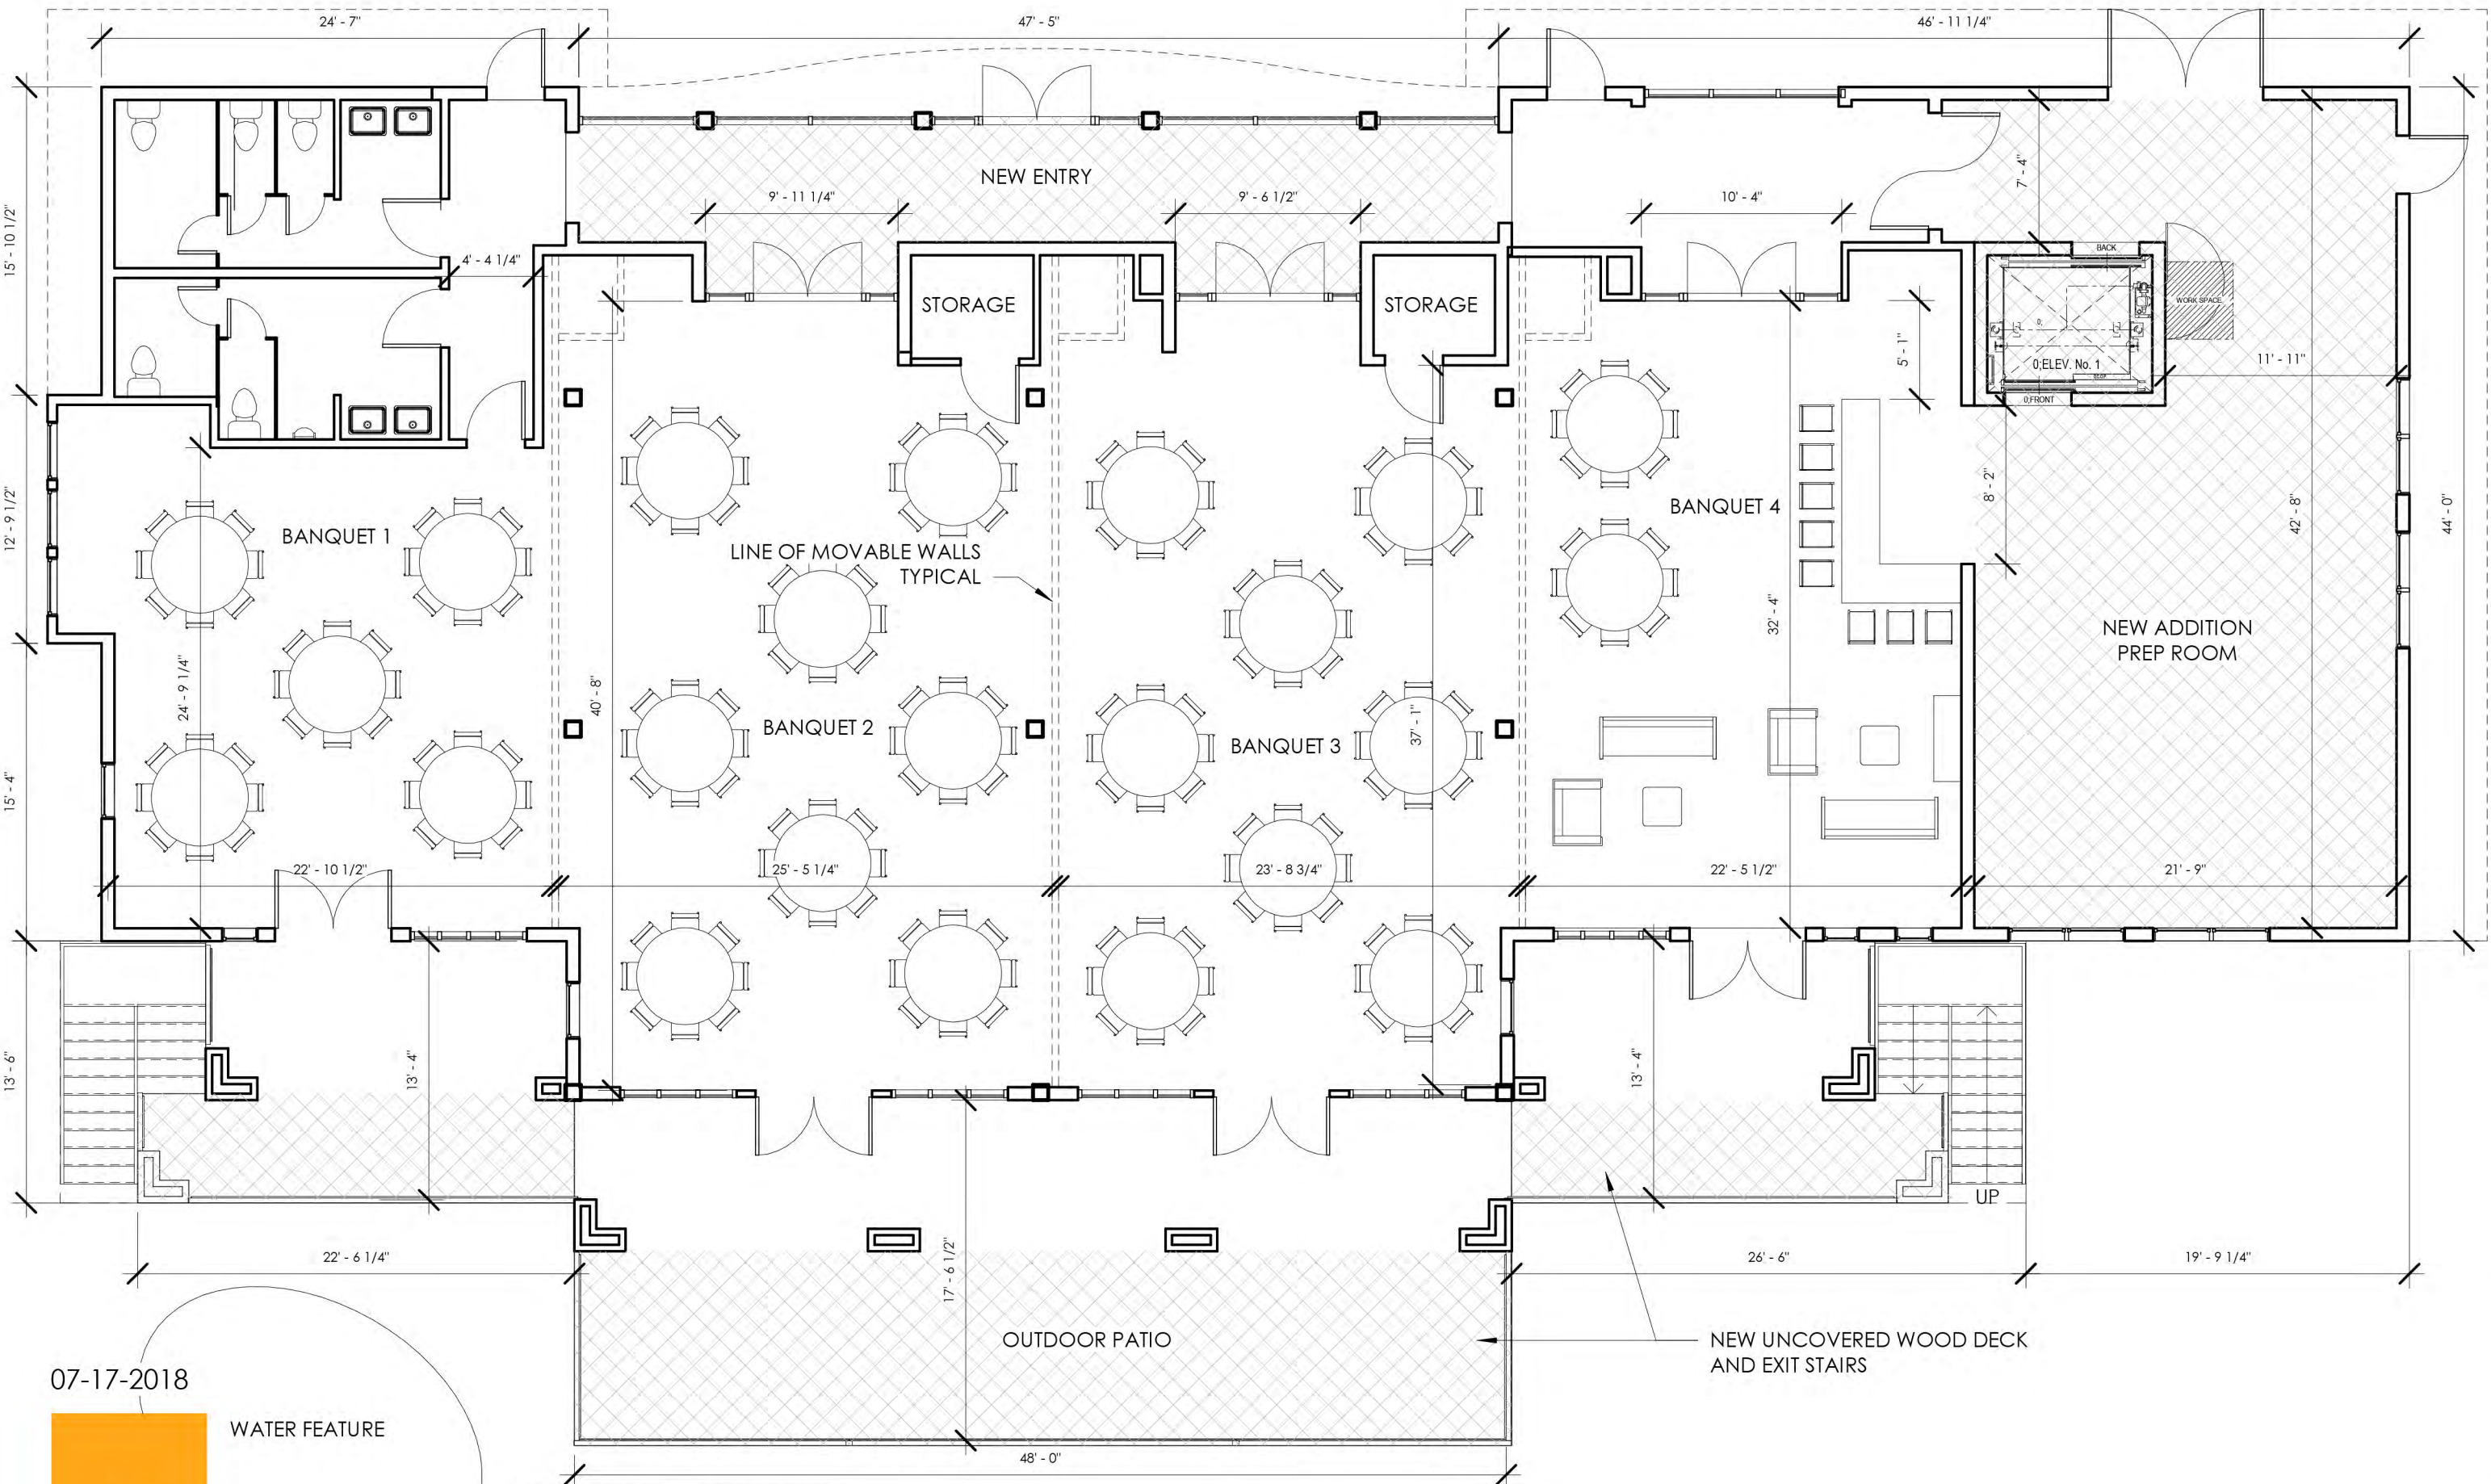 24' - 7"
47' - 5"
46' - 11 1/4"
15' - 10 1/2"
NEW ENTRY
9' - 11 1/4"
9' - 6 1/2"
10' - 4"
7' - 4"
4' - 4 1/4"
STORAGE
STORAGE
BACK
WORK SPACE
0;ELEV. No. 1
0;FRONT
5' - 1"
11' - 11"
12' - 9 1/2"
BANQUET 1
LINE OF MOVABLE WALLS
TYPICAL
BANQUET 4
8' - 2"
42' - 8"
44' - 0"
32' - 4"
NEW ADDITION
PREP ROOM
24' - 9 1/4"
40' - 8"
BANQUET 2
BANQUET 3
37' - 1"
15' - 4"
22' - 10 1/2"
25' - 5 1/4"
23' - 8 3/4"
22' - 5 1/2"
21' - 9"
13' - 6"
13' - 4"
13' - 4"
UP
22' - 6 1/4"
17' - 6 1/2"
26' - 6"
19' - 9 1/4"
OUTDOOR PATIO
NEW UNCOVERED WOOD DECK
AND EXIT STAIRS
07-17-2018
WATER FEATURE
48' - 0"